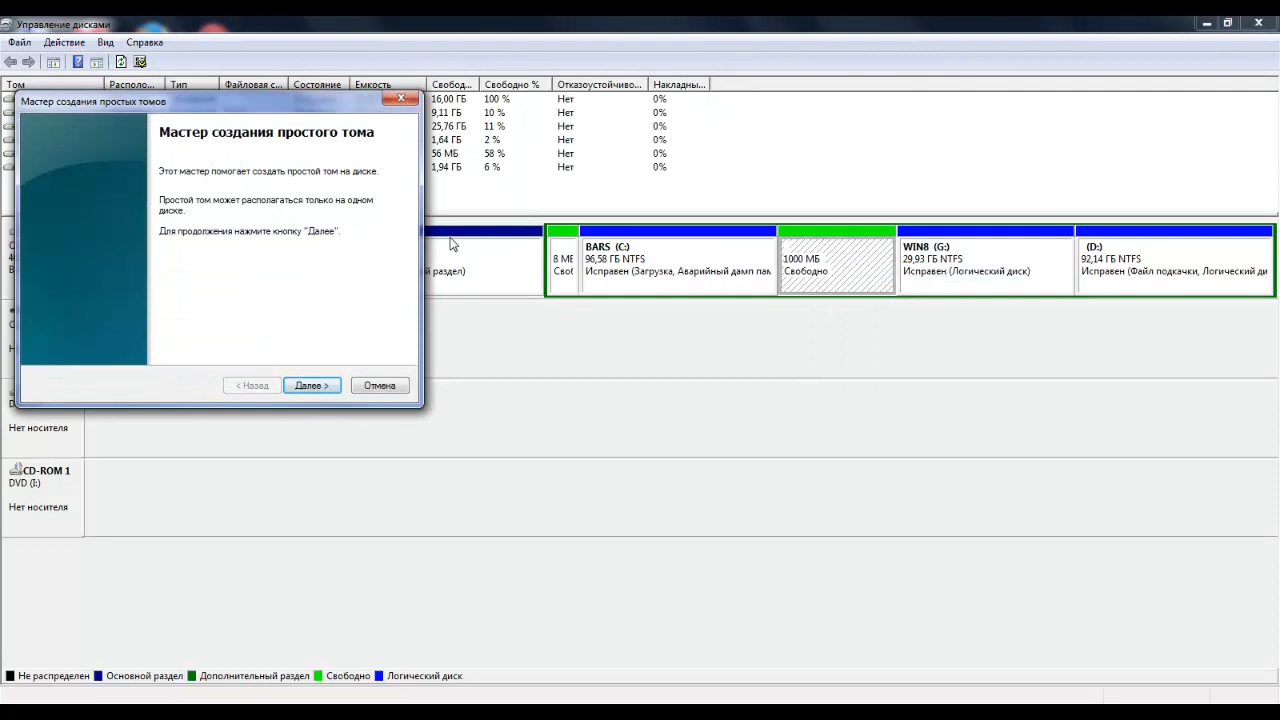 Управление дисками
Файл Действие Вид Справка
Том Располо... Тип Файловая с... Состояние Емкость Свобод... Свободно % Отказоустойчиво... Накладны...
16,00 ГБ 100 % Нет 0%
9,11 ГБ 10 % Нет 0%
25,76 ГБ 11 % Нет 0%
1,64 ГБ 2 % Нет 0%
56 МБ 58 % Нет 0%
1,94 ГБ 6 % Нет 0%
Мастер создания простых томов
Мастер создания простого тома
Этот мастер помогает создать простой том на диске.
Простой том может располагаться только на одном
диске.
Для продолжения нажмите кнопку "Далее".
< Назад Далее > Отмена
й раздел)
8 МБ
Своб
BARS (C:)
96,58 ГБ NTFS
Исправен (Загрузка, Аварийный дамп пам
1000 МБ
Свободно
WIN8 (G:)
29,93 ГБ NTFS
Исправен (Логический диск)
(D:)
92,14 ГБ NTFS
Исправен (Файл подкачки, Логический ди
Нет носителя
CD-ROM 1
DVD (I:)
Нет носителя
Не распределен Основной раздел Дополнительный раздел Свободно Логический диск